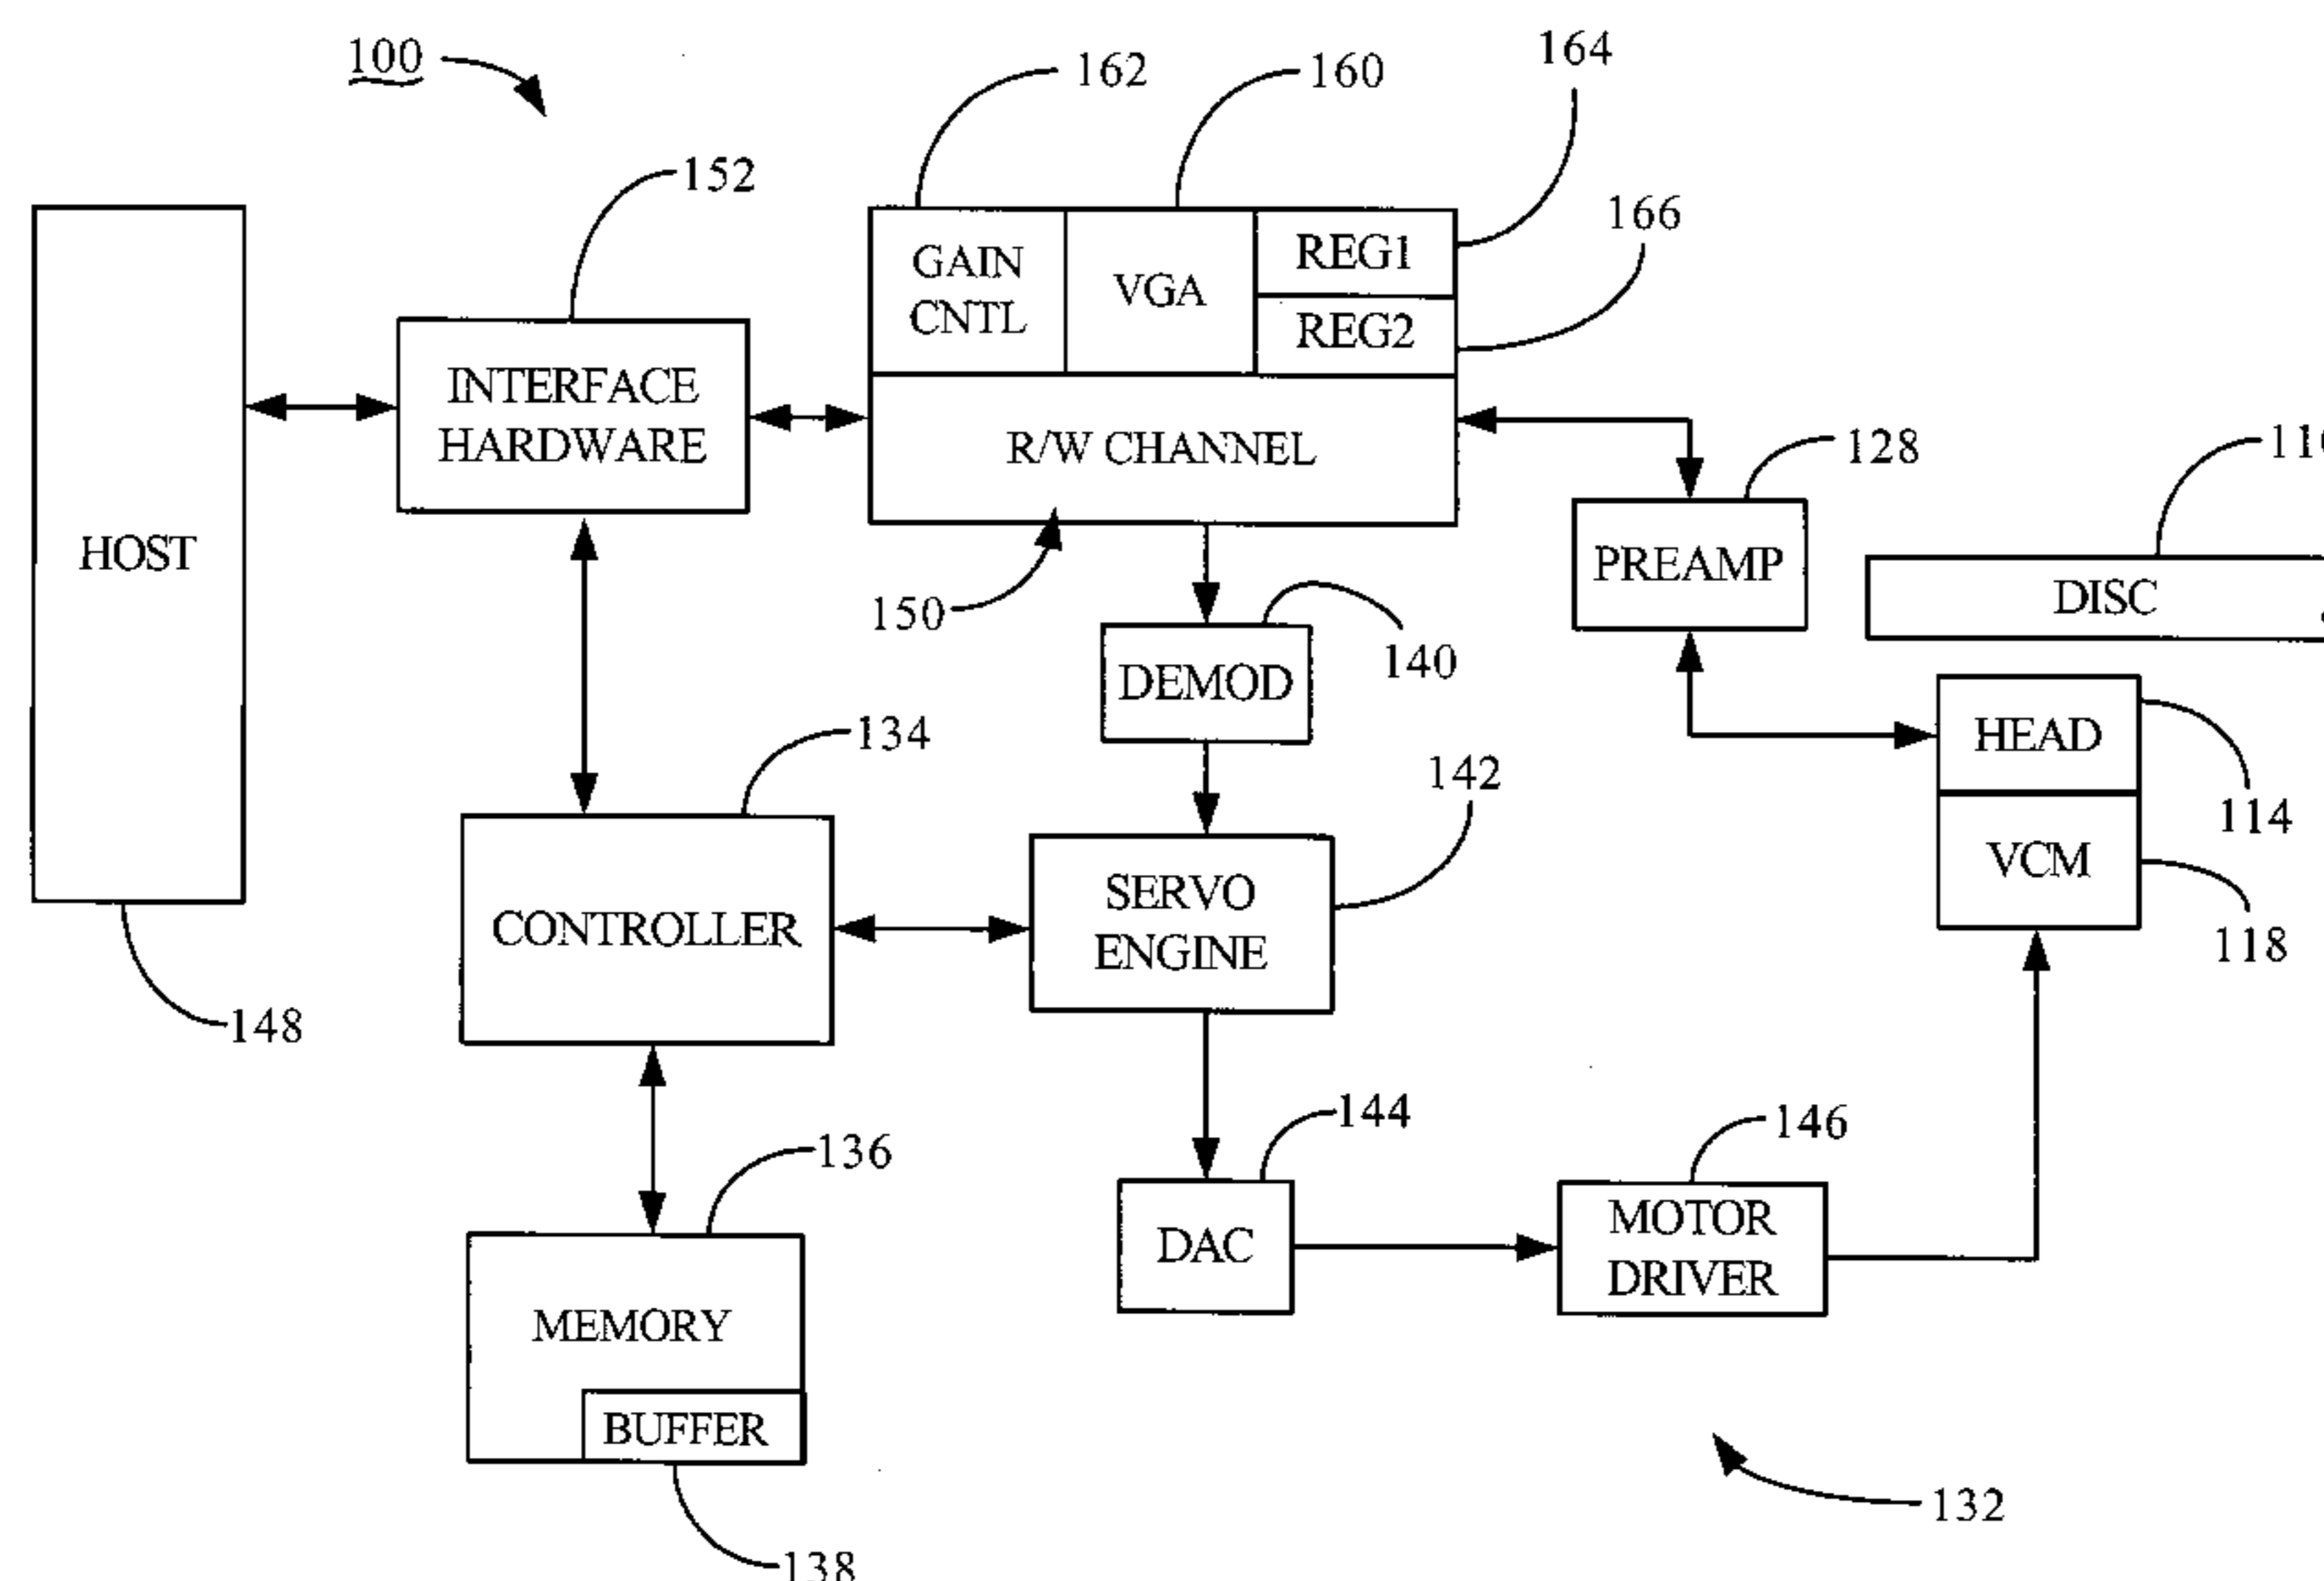 100
162
160
164
152
166
GAIN
CNTL
VGA
REG1
REG2
INTERFACE
HARDWARE
R/W CHANNEL
128
HOST
PREAMP
DISC
150
140
DEMOD
134
142
HEAD
114
VCM
118
CONTROLLER
SERVO
ENGINE
148
144
146
136
DAC
MOTOR
DRIVER
MEMORY
BUFFER
132
138